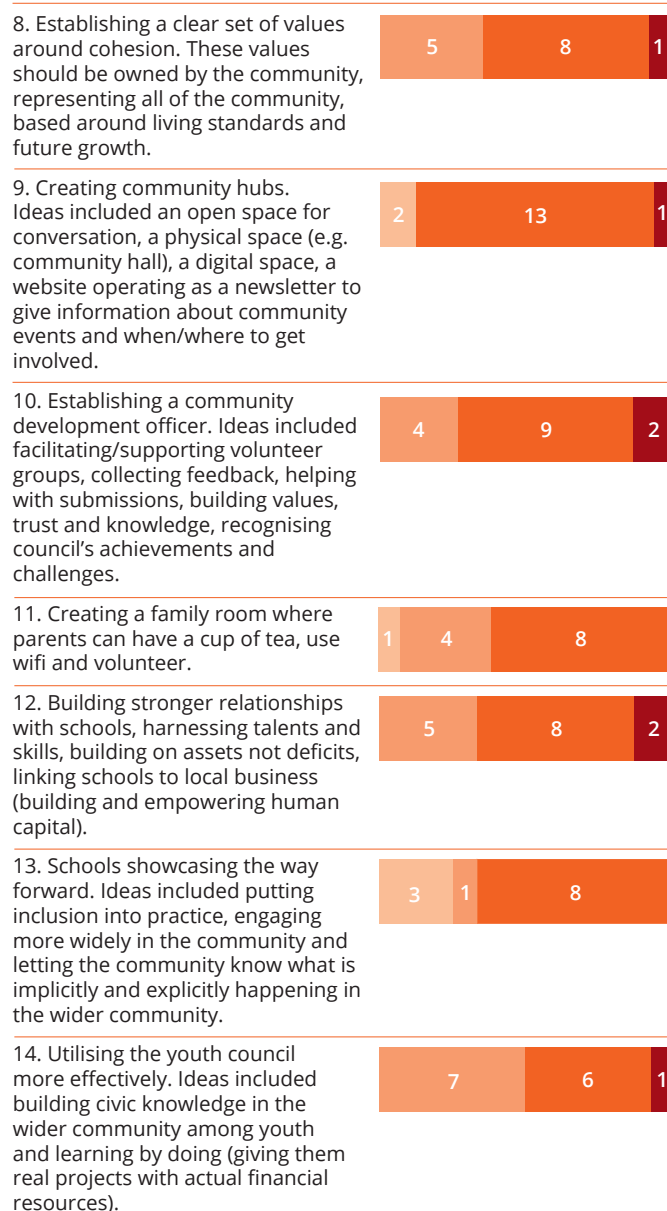 8. Establishing a clear set of values
around cohesion. These values
should be owned by the community,
representing all of the community,
based around living standards and
future growth.
5 8 1
9. Creating community hubs.
Ideas included an open space for
conversation, a physical space (e.g.
community hall), a digital space, a
website operating as a newsletter to
give information about community
events and when/where to get
involved.
2 13 1
10. Establishing a community
development officer. Ideas included
facilitating/supporting volunteer
groups, collecting feedback, helping
with submissions, building values,
trust and knowledge, recognising
council’s achievements and
challenges.
4 9 2
11. Creating a family room where
parents can have a cup of tea, use
wifi and volunteer.
1 4 8
12. Building stronger relationships
with schools, harnessing talents and
skills, building on assets not deficits,
linking schools to local business
(building and empowering human
capital).
5 8 2
13. Schools showcasing the way
forward. Ideas included putting
inclusion into practice, engaging
more widely in the community and
letting the community know what is
implicitly and explicitly happening in
the wider community.
3 1 8
14. Utilising the youth council
more effectively. Ideas included
building civic knowledge in the
wider community among youth
and learning by doing (giving them
real projects with actual financial
resources).
7 6 1